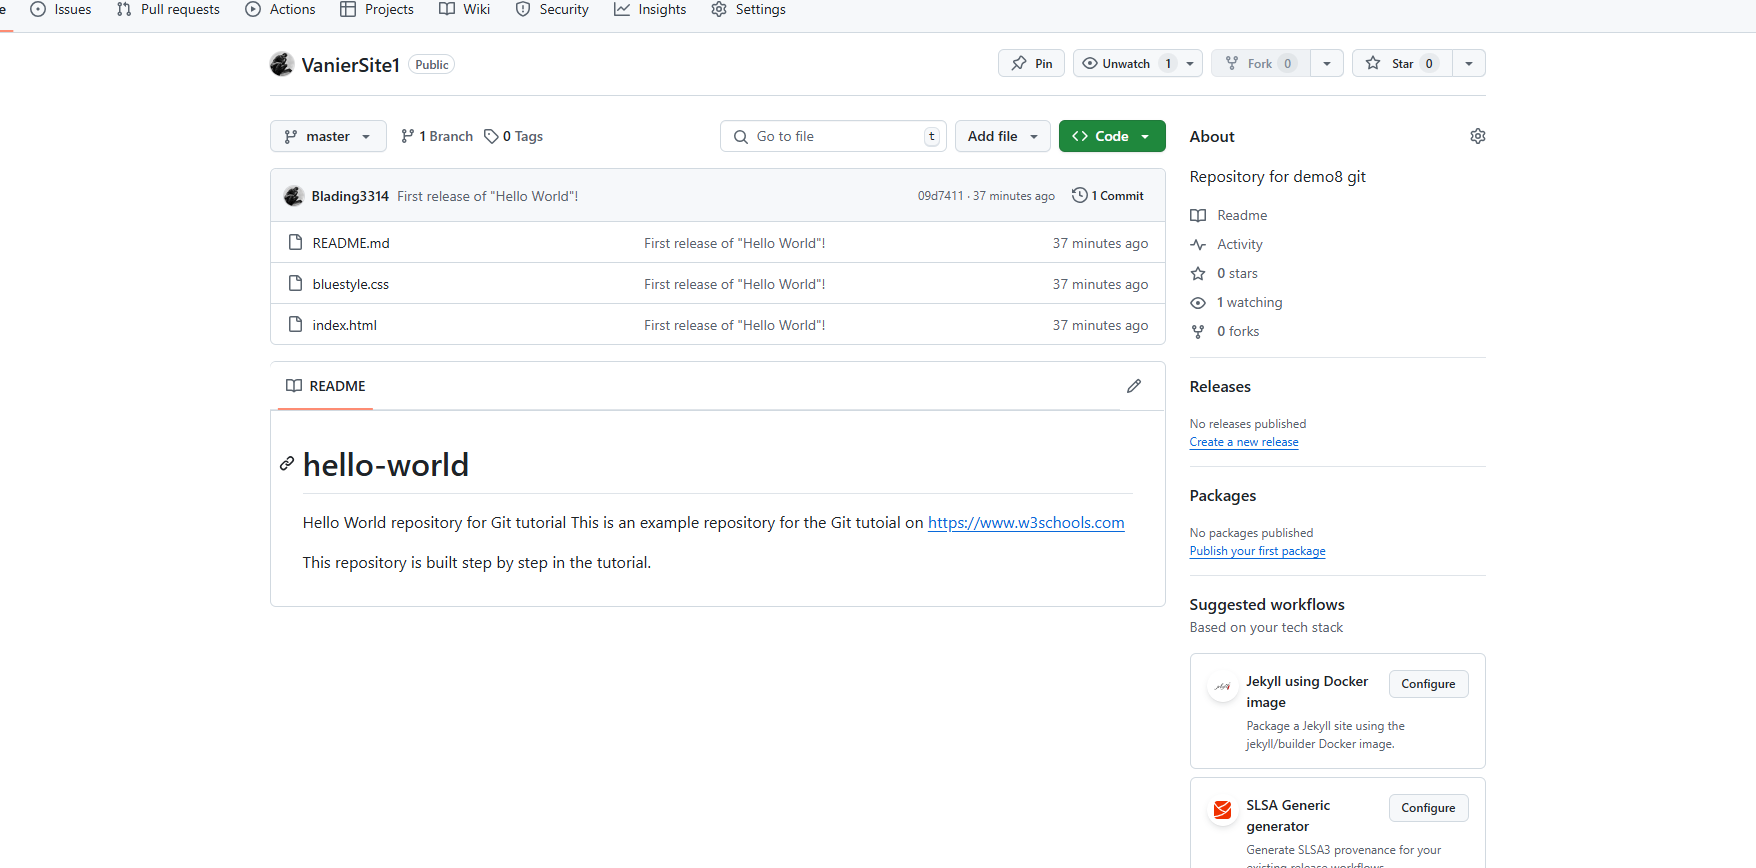 e Issues Pull requests Actions Projects Wiki Security Insights Settings
VanierSite1 Public
Pin Unwatch 1 Fork 0 Star 0
master 1 Branch 0 Tags Go to file t Add file Code
Blading3314 First release of "Hello World"! 09d7411 · 37 minutes ago 1 Commit
README.md First release of "Hello World"! 37 minutes ago
bluestyle.css First release of "Hello World"! 37 minutes ago
index.html First release of "Hello World"! 37 minutes ago
README
hello-world
Hello World repository for Git tutorial This is an example repository for the Git tutoial on https://www.w3schools.com
This repository is built step by step in the tutorial.
About
Repository for demo8 git
Readme
Activity
0 stars
1 watching
0 forks
Releases
No releases published
Create a new release
Packages
No packages published
Publish your first package
Suggested workflows
Based on your tech stack
Jekyll using Docker
image
Configure
Package a Jekyll site using the
jekyll/builder Docker image.
SLSA Generic
generator
Configure
Generate SLSA3 provenance for your
existing release workflows